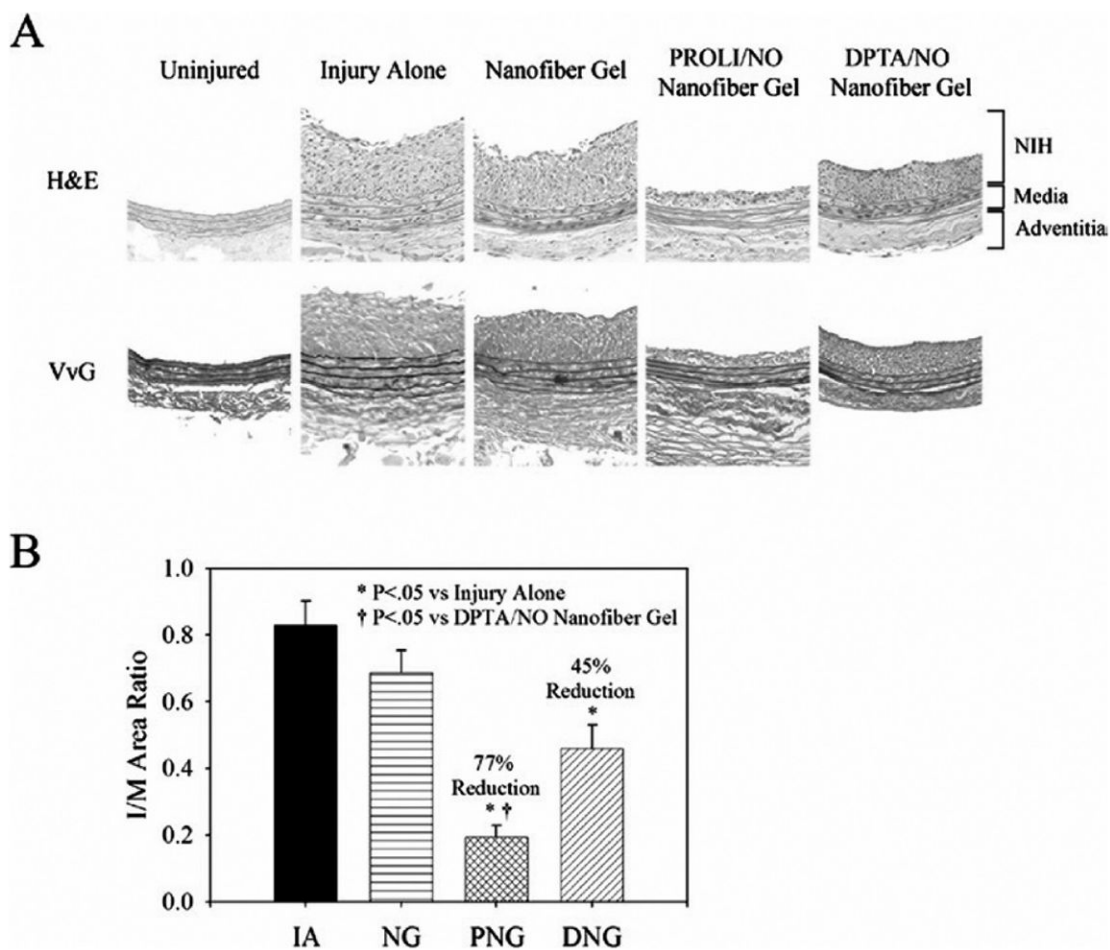 A
Uninjured
Injury Alone
Nanofiber Gel
PROLI/NO
Nanofiber Gel
DPTA/NO
Nanofiber Gel
H&E
NIH
Media
Adventitia
VvG
B
I/M Area Ratio
1.0
0.8
0.6
0.4
0.2
0.0
* P<.05 vs Injury Alone
† P<.05 vs DPTA/NO Nanofiber Gel
77%
Reduction
* †
45%
Reduction
*
IA NG PNG DNG